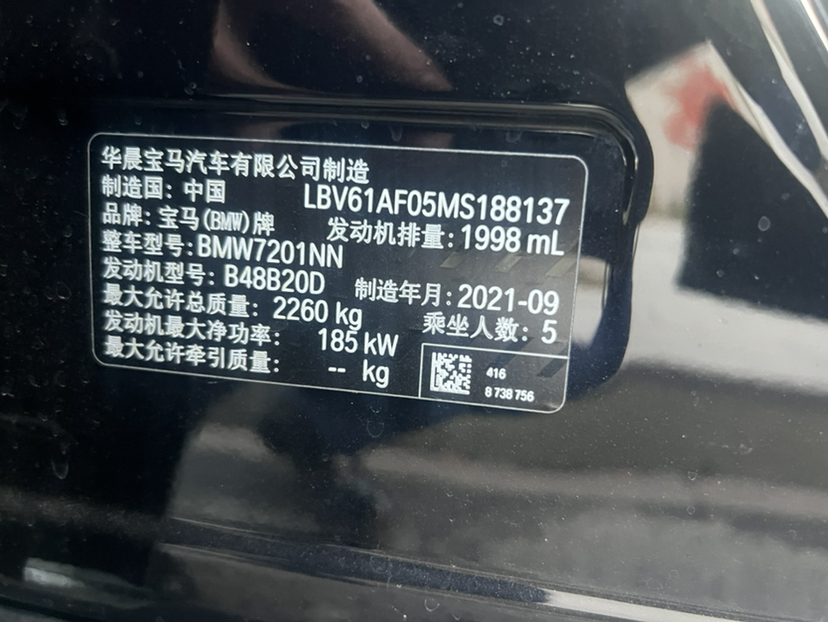 华晨宝马汽车有限公司制造
制造国：中国 LBV61AF05MS188137
品牌：宝马(BMW)牌 发动机排量：1998 mL
整车型号：BMW7201NN
发动机型号：B48B20D 制造年月：2021-09
最大允许总质量：2260 kg 乘坐人数：5
发动机最大净功率：185 kW
最大允许牵引质量：-- kg
416
8 738 756